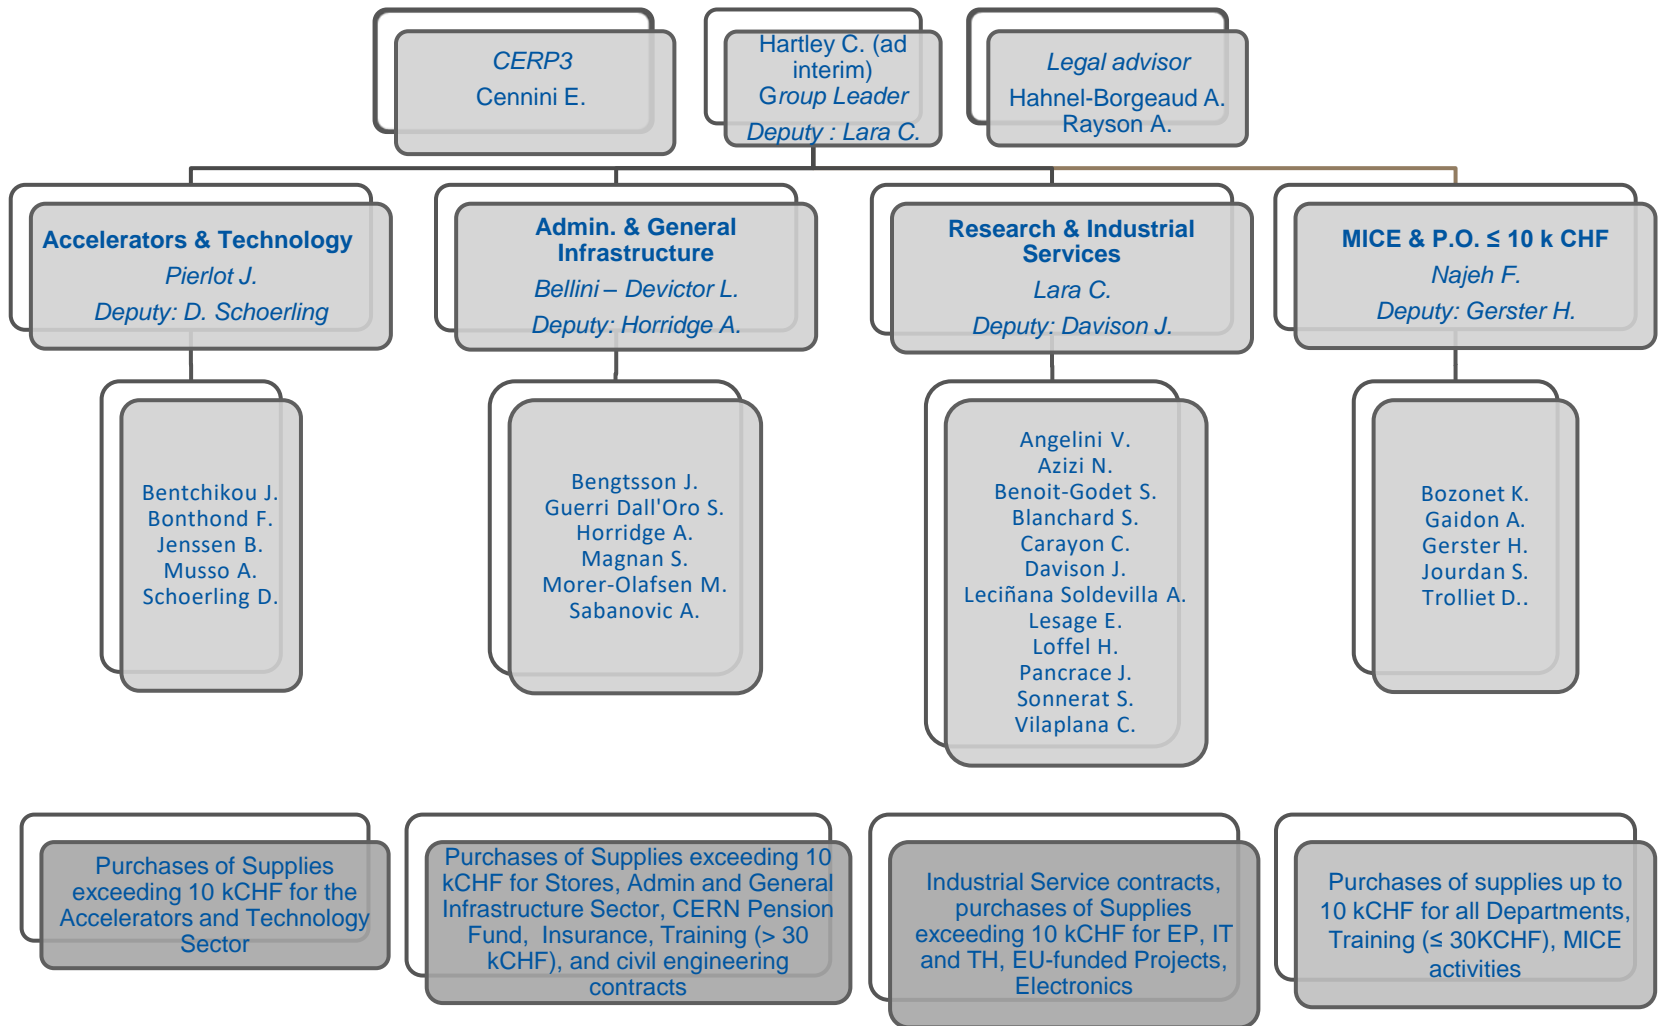 CERP3
Cennini E.
Hartley C. (ad
interim)
Group Leader
Deputy : Lara C.
Legal advisor
Hahnel-Borgeaud A.
Rayson A.
Accelerators & Technology
Pierlot J.
Deputy: D. Schoerling
Admin. & General
Infrastructure
Bellini – Devictor L.
Deputy: Horridge A.
Research & Industrial
Services
Lara C.
Deputy: Davison J.
MICE & P.O. ≤ 10 k CHF
Najeh F.
Deputy: Gerster H.
Bentchikou J.
Bonthond F.
Jenssen B.
Musso A.
Schoerling D.
Bengtsson J.
Guerri Dall'Oro S.
Horridge A.
Magnan S.
Morer-Olafsen M.
Sabanovic A.
Angelini V.
Azizi N.
Benoit-Godet S.
Blanchard S.
Carayon C.
Davison J.
Leciñana Soldevilla A.
Lesage E.
Loffel H.
Pancrace J.
Sonnerat S.
Vilaplana C.
Bozonet K.
Gaidon A.
Gerster H.
Jourdan S.
Trolliet D..
Purchases of Supplies
exceeding 10 kCHF for the
Accelerators and Technology
Sector
Purchases of Supplies exceeding 10
kCHF for Stores, Admin and General
Infrastructure Sector, CERN Pension
Fund, Insurance, Training (> 30
kCHF), and civil engineering
contracts
Industrial Service contracts,
purchases of Supplies
exceeding 10 kCHF for EP, IT
and TH, EU-funded Projects,
Electronics
Purchases of supplies up to
10 kCHF for all Departments,
Training (≤ 30KCHF), MICE
activities